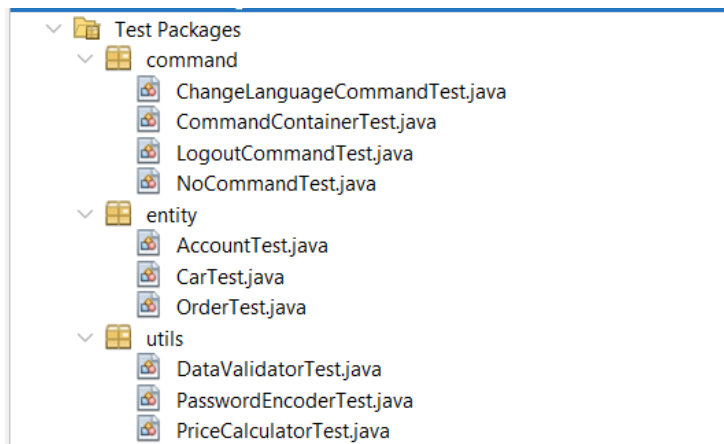 Test Packages
command
ChangeLanguageCommandTest.java
CommandContainerTest.java
LogoutCommandTest.java
NoCommandTest.java
entity
AccountTest.java
CarTest.java
OrderTest.java
utils
DataValidatorTest.java
PasswordEncoderTest.java
PriceCalculatorTest.java